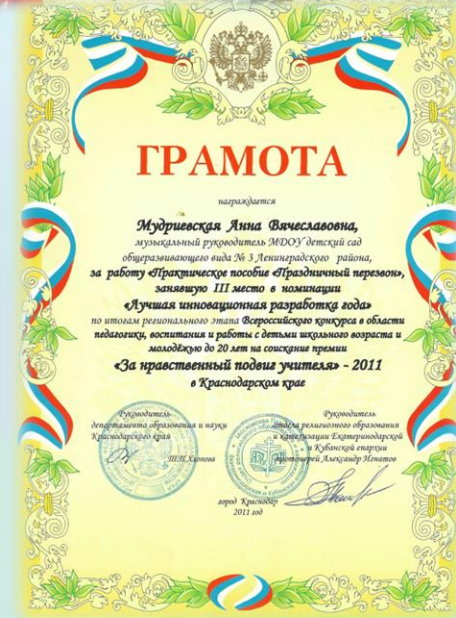 ГРАМОТА
награждается
Мудриевская Анна Вячеславовна,
музыкальный руководитель МДОУ детский сад
общеразвивающего вида № 3 Ленинградского района,
за работу «Практическое пособие «Праздничный перезвон»,
занявшую III место в номинации
«Лучшая инновационная разработка года»
по итогам регионального этапа Всероссийского конкурса в области
педагогики, воспитания и работы с детьми школьного возраста и
молодёжью до 20 лет на соискание премии
«За нравственный подвиг учителя» - 2011
в Краснодарском крае
Руководитель
департамента образования и науки
Краснодарского края
Т.П.Хлопова
Руководитель
отдела религиозного образования
и катехизации Екатеринодарской
и Кубанской епархии
протоиерей Александр Игнатов
город Краснодар
2011 год